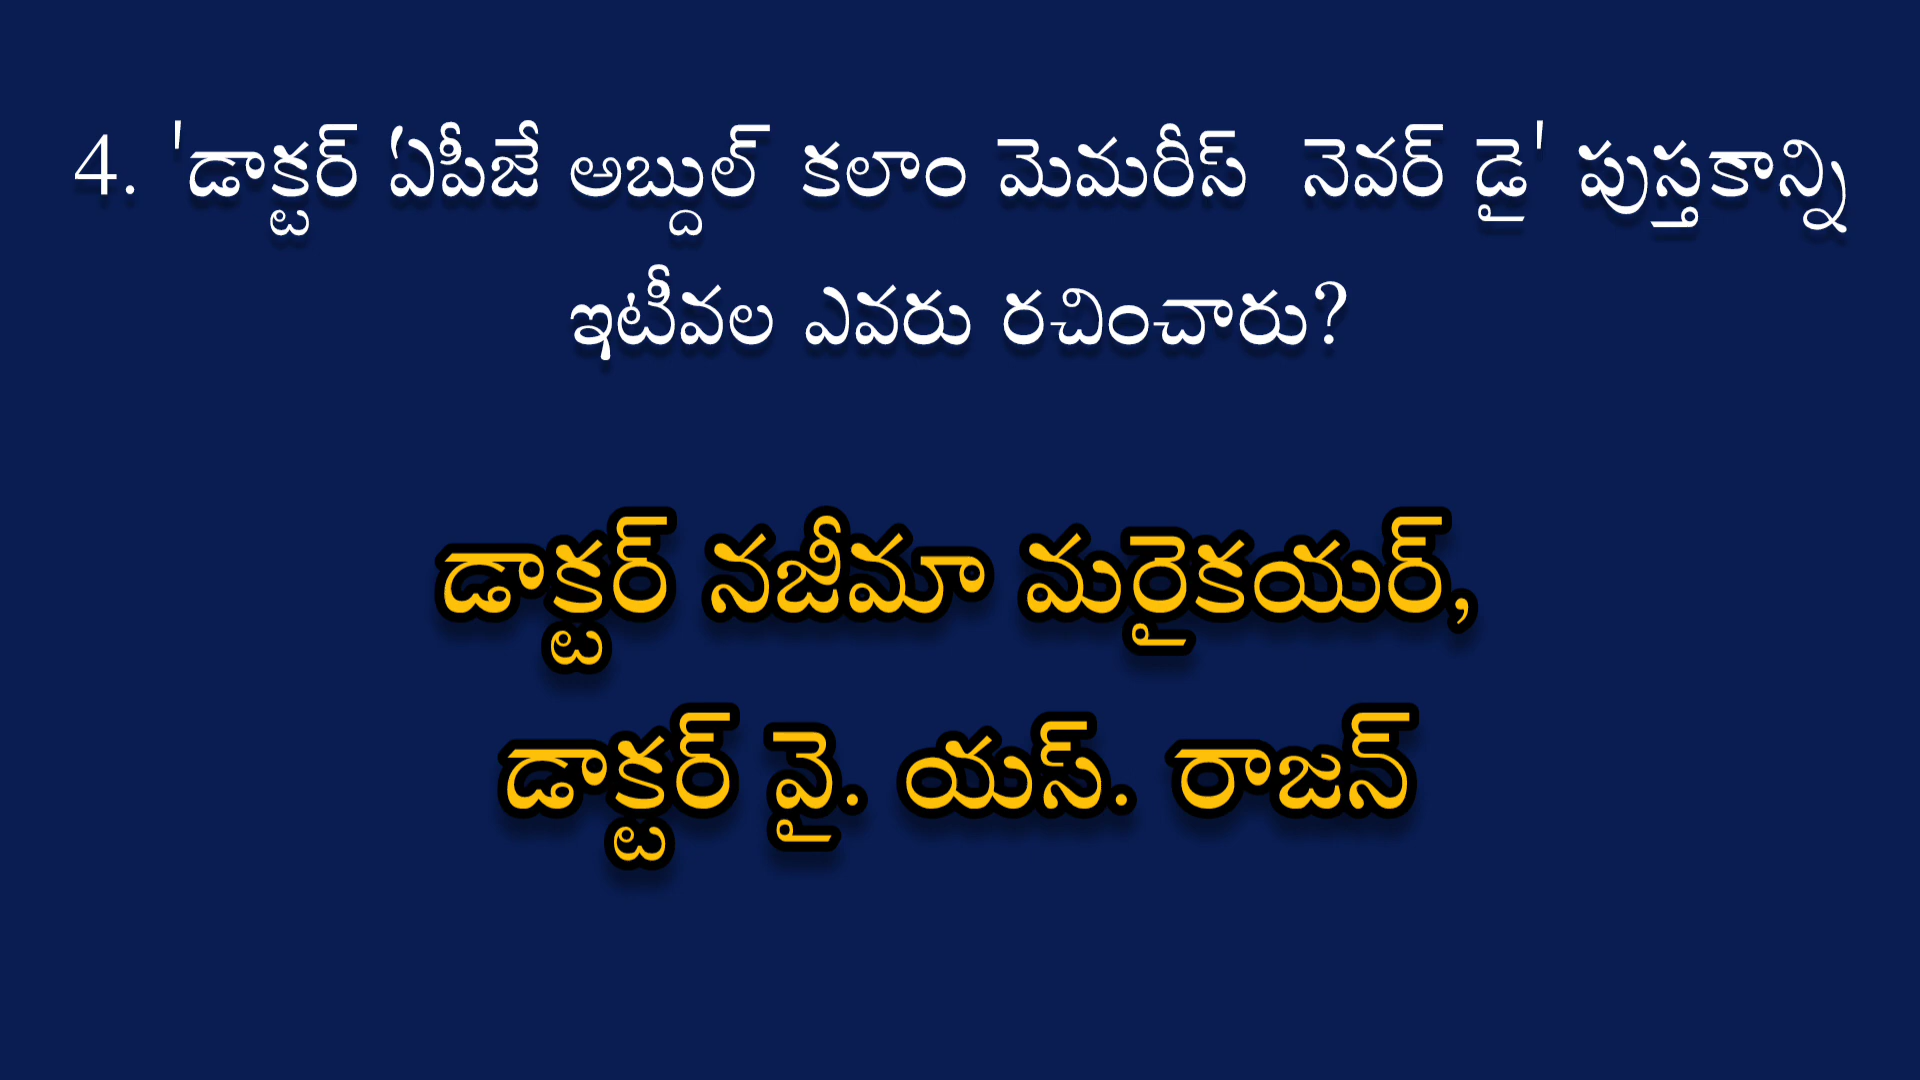 4. 'డాక్టర్ ఏపీజే అబ్దుల్ కలాం మెమరీస్ నెవర్ డై' పుస్తకాన్ని
ఇటీవల ఎవరు రచించారు?
డాక్టర్ నజీమా మరైకయర్,
డాక్టర్ వై. యస్. రాజన్